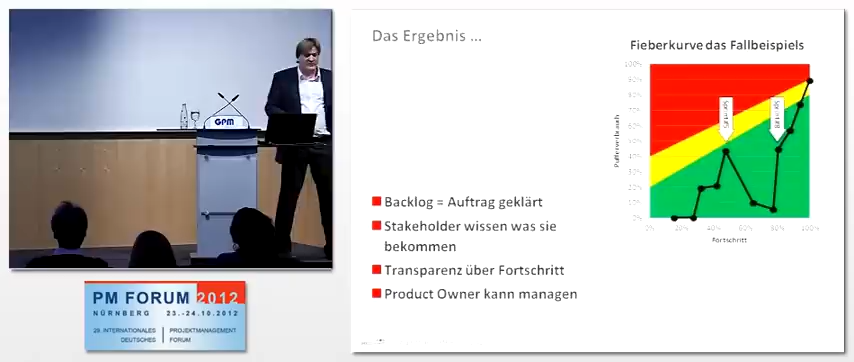 GPM
PM FORUM 2012
NÜRNBERG 23.-24.10.2012
29. INTERNATIONALES
DEUTSCHES
PROJEKTMANAGEMENT
FORUM
Das Ergebnis ...
Backlog = Auftrag geklärt
Stakeholder wissen was sie
bekommen
Transparenz über Fortschritt
Product Owner kann managen
Fieberkurve das Fallbeispiels
Pufferverbrauch
100%
90%
80%
70%
60%
50%
40%
30%
20%
10%
0%
0% 20% 40% 60% 80% 100%
Fortschritt